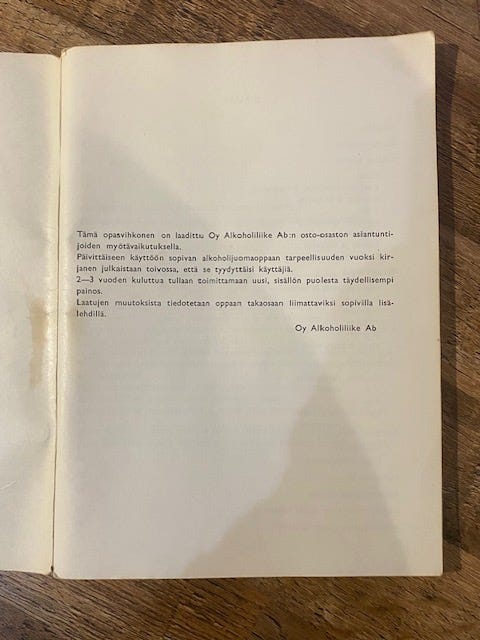 Tämä opasvihkonen on laadittu Oy Alkoholiliike Ab:n osto-osaston asiantunti-
joiden myötävaikutuksella.
Päivittäiseen käyttöön sopivan alkoholijuomaoppaan tarpeellisuuden vuoksi kir-
janen julkaistaan toivossa, että se tyydyttäisi käyttäjiä.
2—3 vuoden kuluttua tullaan toimittamaan uusi, sisällön puolesta täydellisempi
painos.
Laatujen muutoksista tiedotetaan oppaan takaosaan liimattaviksi sopivilla lisä-
lehdillä.
Oy Alkoholiliike Ab